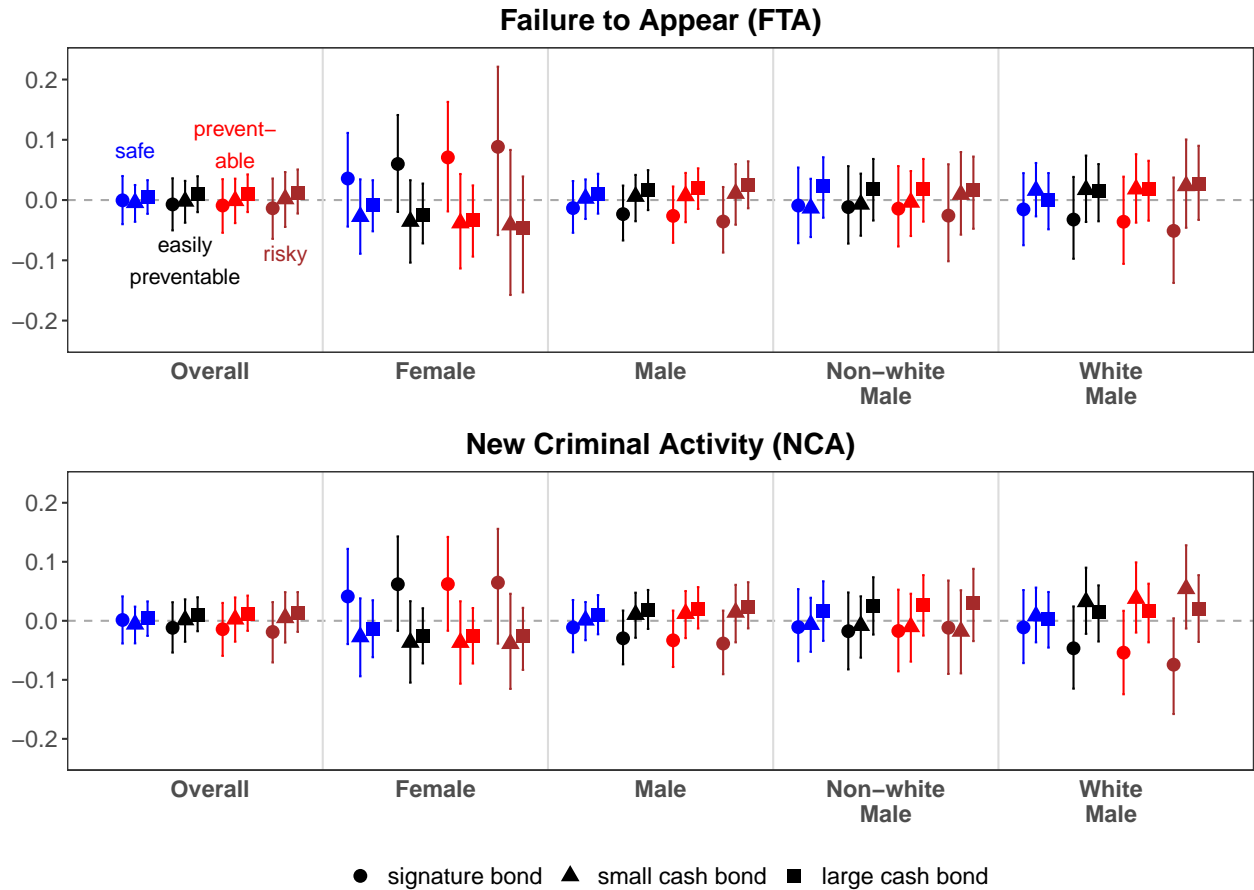 Failure to Appear (FTA)
0.2
0.1
0.0
−0.1
−0.2
safe
prevent−
able
easily
preventable
risky
Overall
Female
Male
Non−white
Male
White
Male
New Criminal Activity (NCA)
0.2
0.1
0.0
−0.1
−0.2
Overall
Female
Male
Non−white
Male
White
Male
signature bond
small cash bond
large cash bond